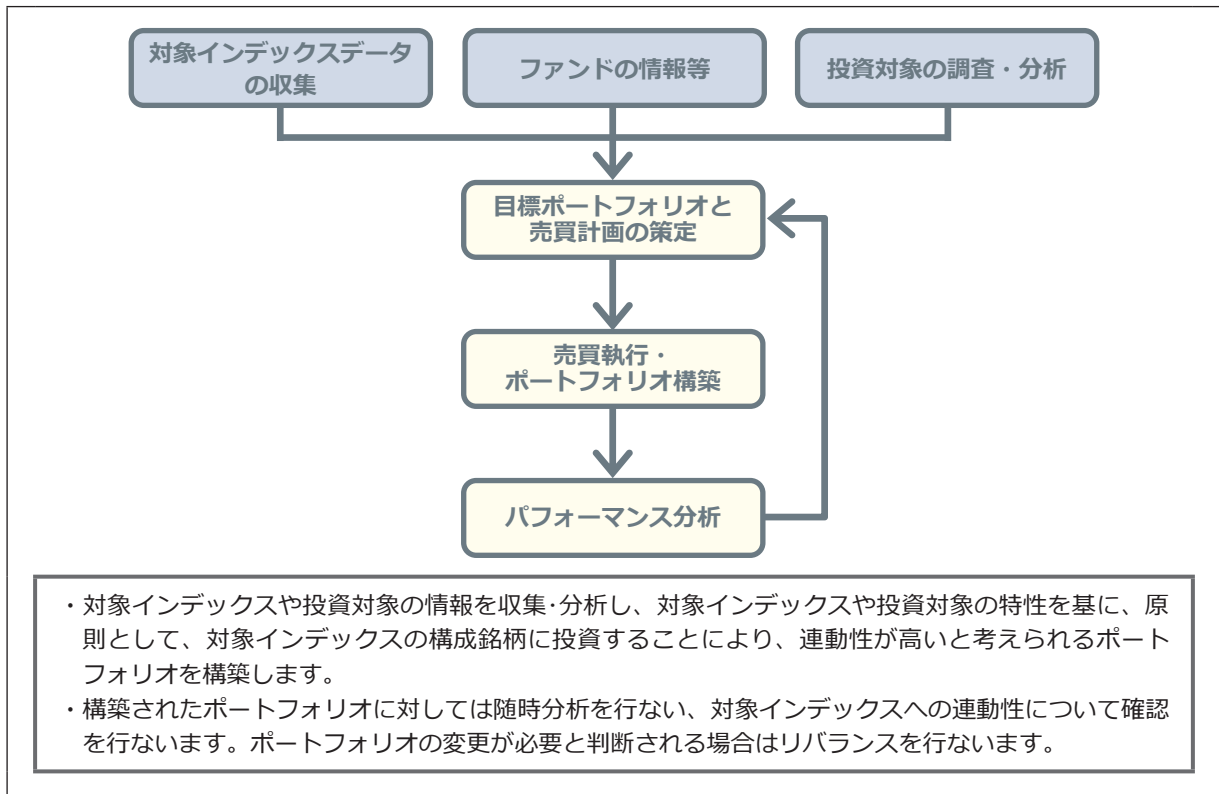 対象インデックスデータ
の収集
ファンドの情報等
投資対象の調査・分析
目標ポートフォリオと
売買計画の策定
売買執行・
ポートフォリオ構築
パフォーマンス分析
・対象インデックスや投資対象の情報を収集･分析し、対象インデックスや投資対象の特性を基に、原
則として、対象インデックスの構成銘柄に投資することにより、連動性が高いと考えられるポート
フォリオを構築します。
・構築されたポートフォリオに対しては随時分析を行ない、対象インデックスへの連動性について確認
を行ないます。ポートフォリオの変更が必要と判断される場合はリバランスを行ないます。